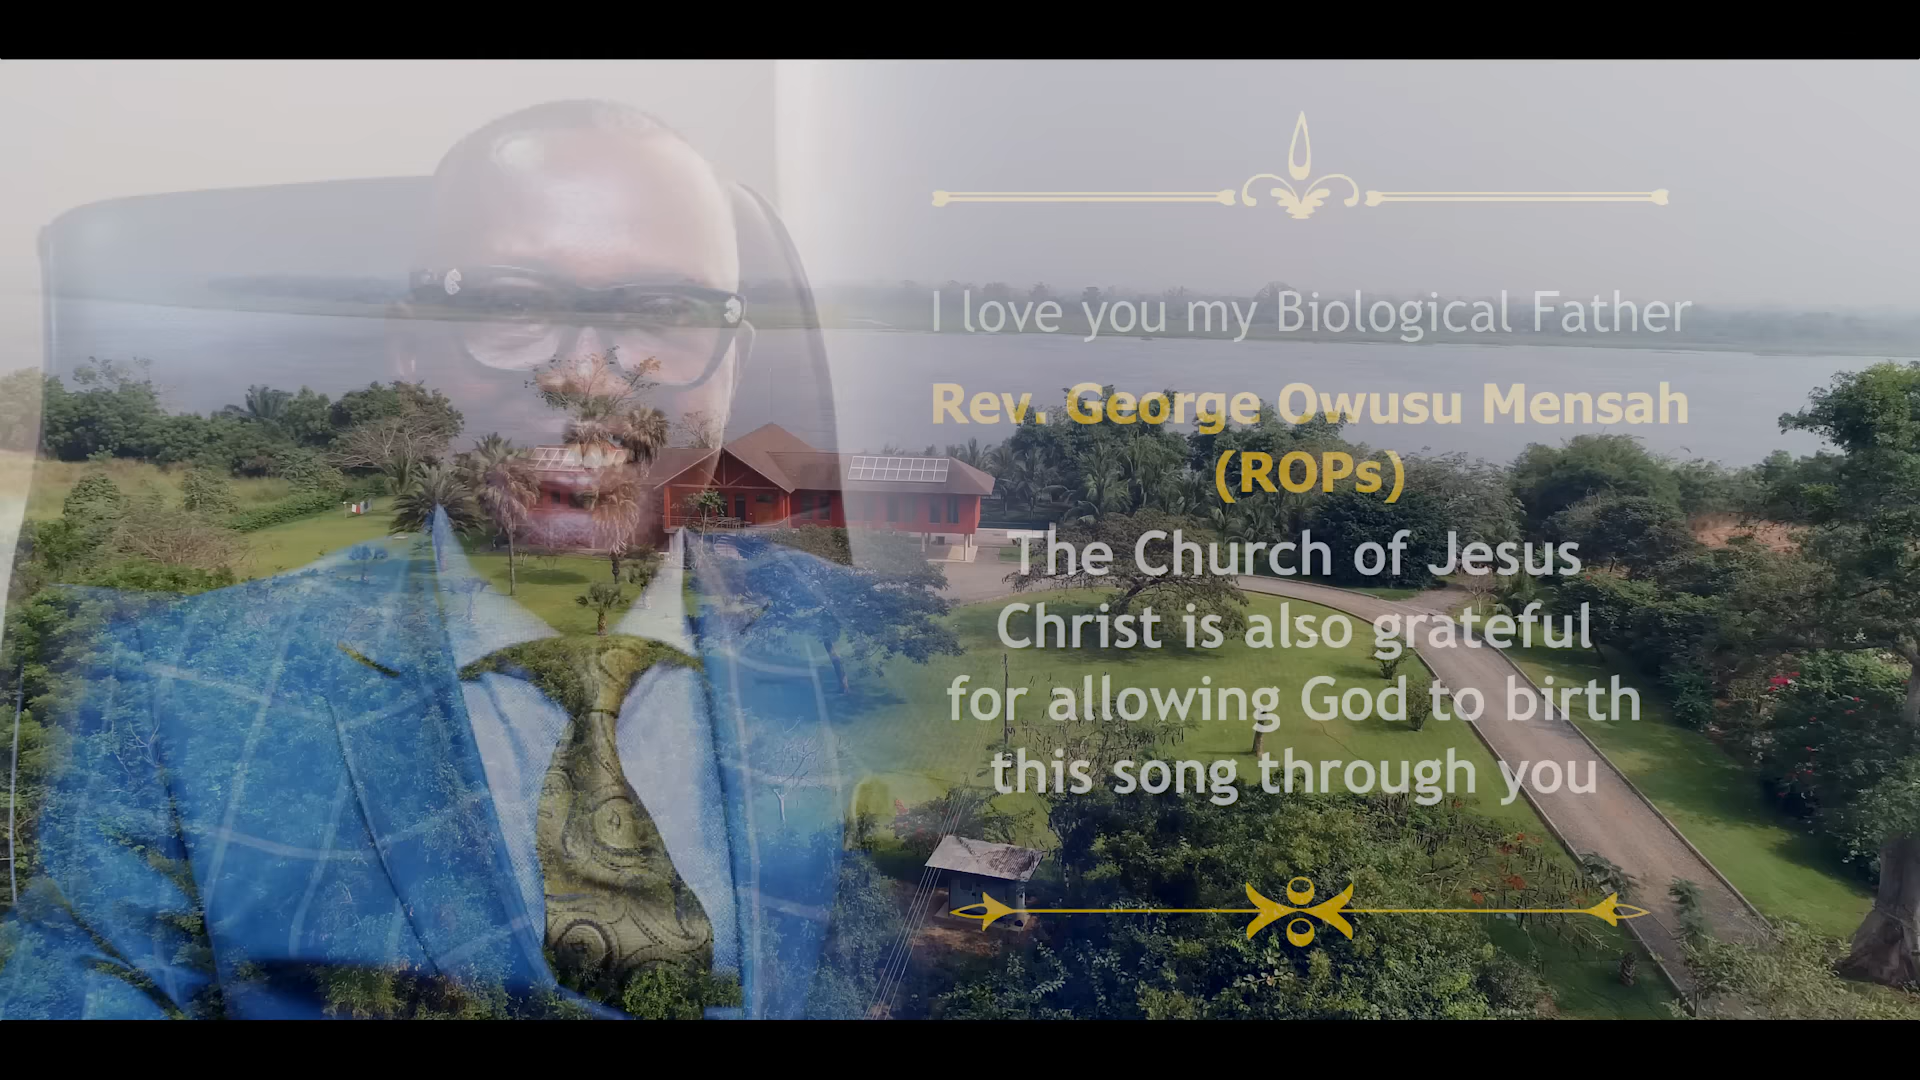 I love you my Biological Father
Rev. George Owusu Mensah
(ROPs)
The Church of Jesus
Christ is also grateful
for allowing God to birth
this song through you